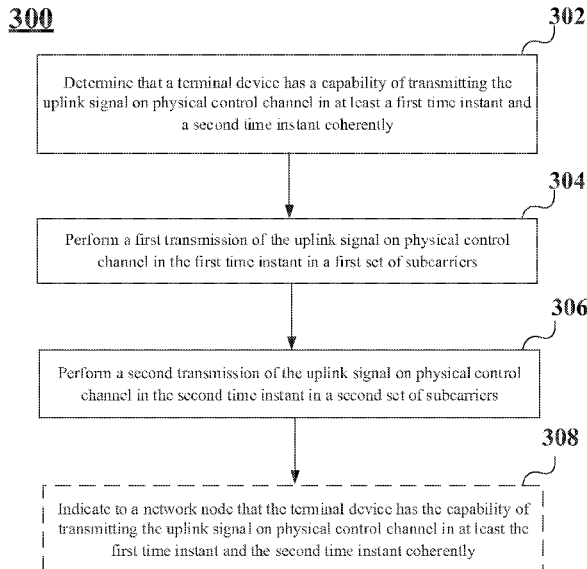 300
302
Determine that a terminal device has a capability of transmitting the
uplink signal on physical control channel in at least a first time instant and
a second time instant coherently
304
Perform a first transmission of the uplink signal on physical control
channel in the first time instant in a first set of subcarriers
306
Perform a second transmission of the uplink signal on physical control
channel in the second time instant in a second set of subcarriers
308
Indicate to a network node that the terminal device has the capability of
transmitting the uplink signal on physical control channel in at least the
first time instant and the second time instant coherently